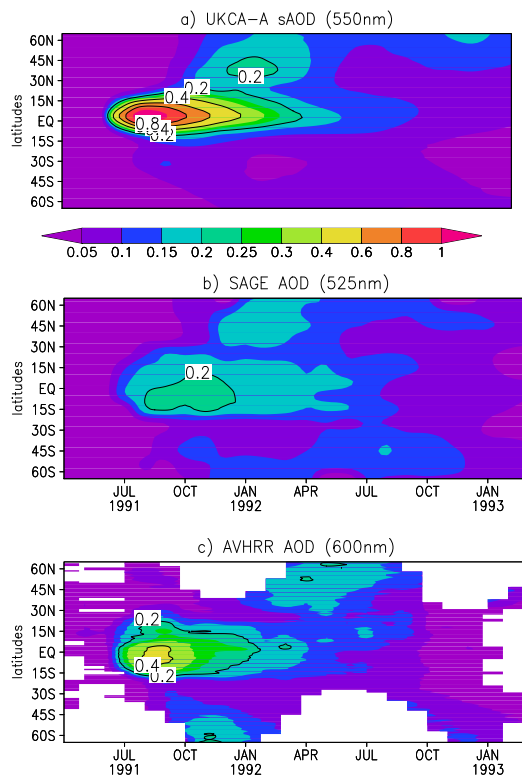 a) UKCA-A sAOD (550nm)
60N
45N
30N
15N
EQ
15S
30S
45S
60S
latitudes
0.2
0.2
0.4
0.8
0.2
0.05 0.1 0.15 0.2 0.25 0.3 0.4 0.6 0.8 1
b) SAGE AOD (525nm)
60N
45N
30N
15N
EQ
15S
30S
45S
60S
latitudes
0.2
JUL OCT JAN APR JUL OCT JAN
1991 1992 1993
c) AVHRR AOD (600nm)
60N
45N
30N
15N
EQ
15S
30S
45S
60S
latitudes
0.2
0.4
0.2
JUL OCT JAN APR JUL OCT JAN
1991 1992 1993